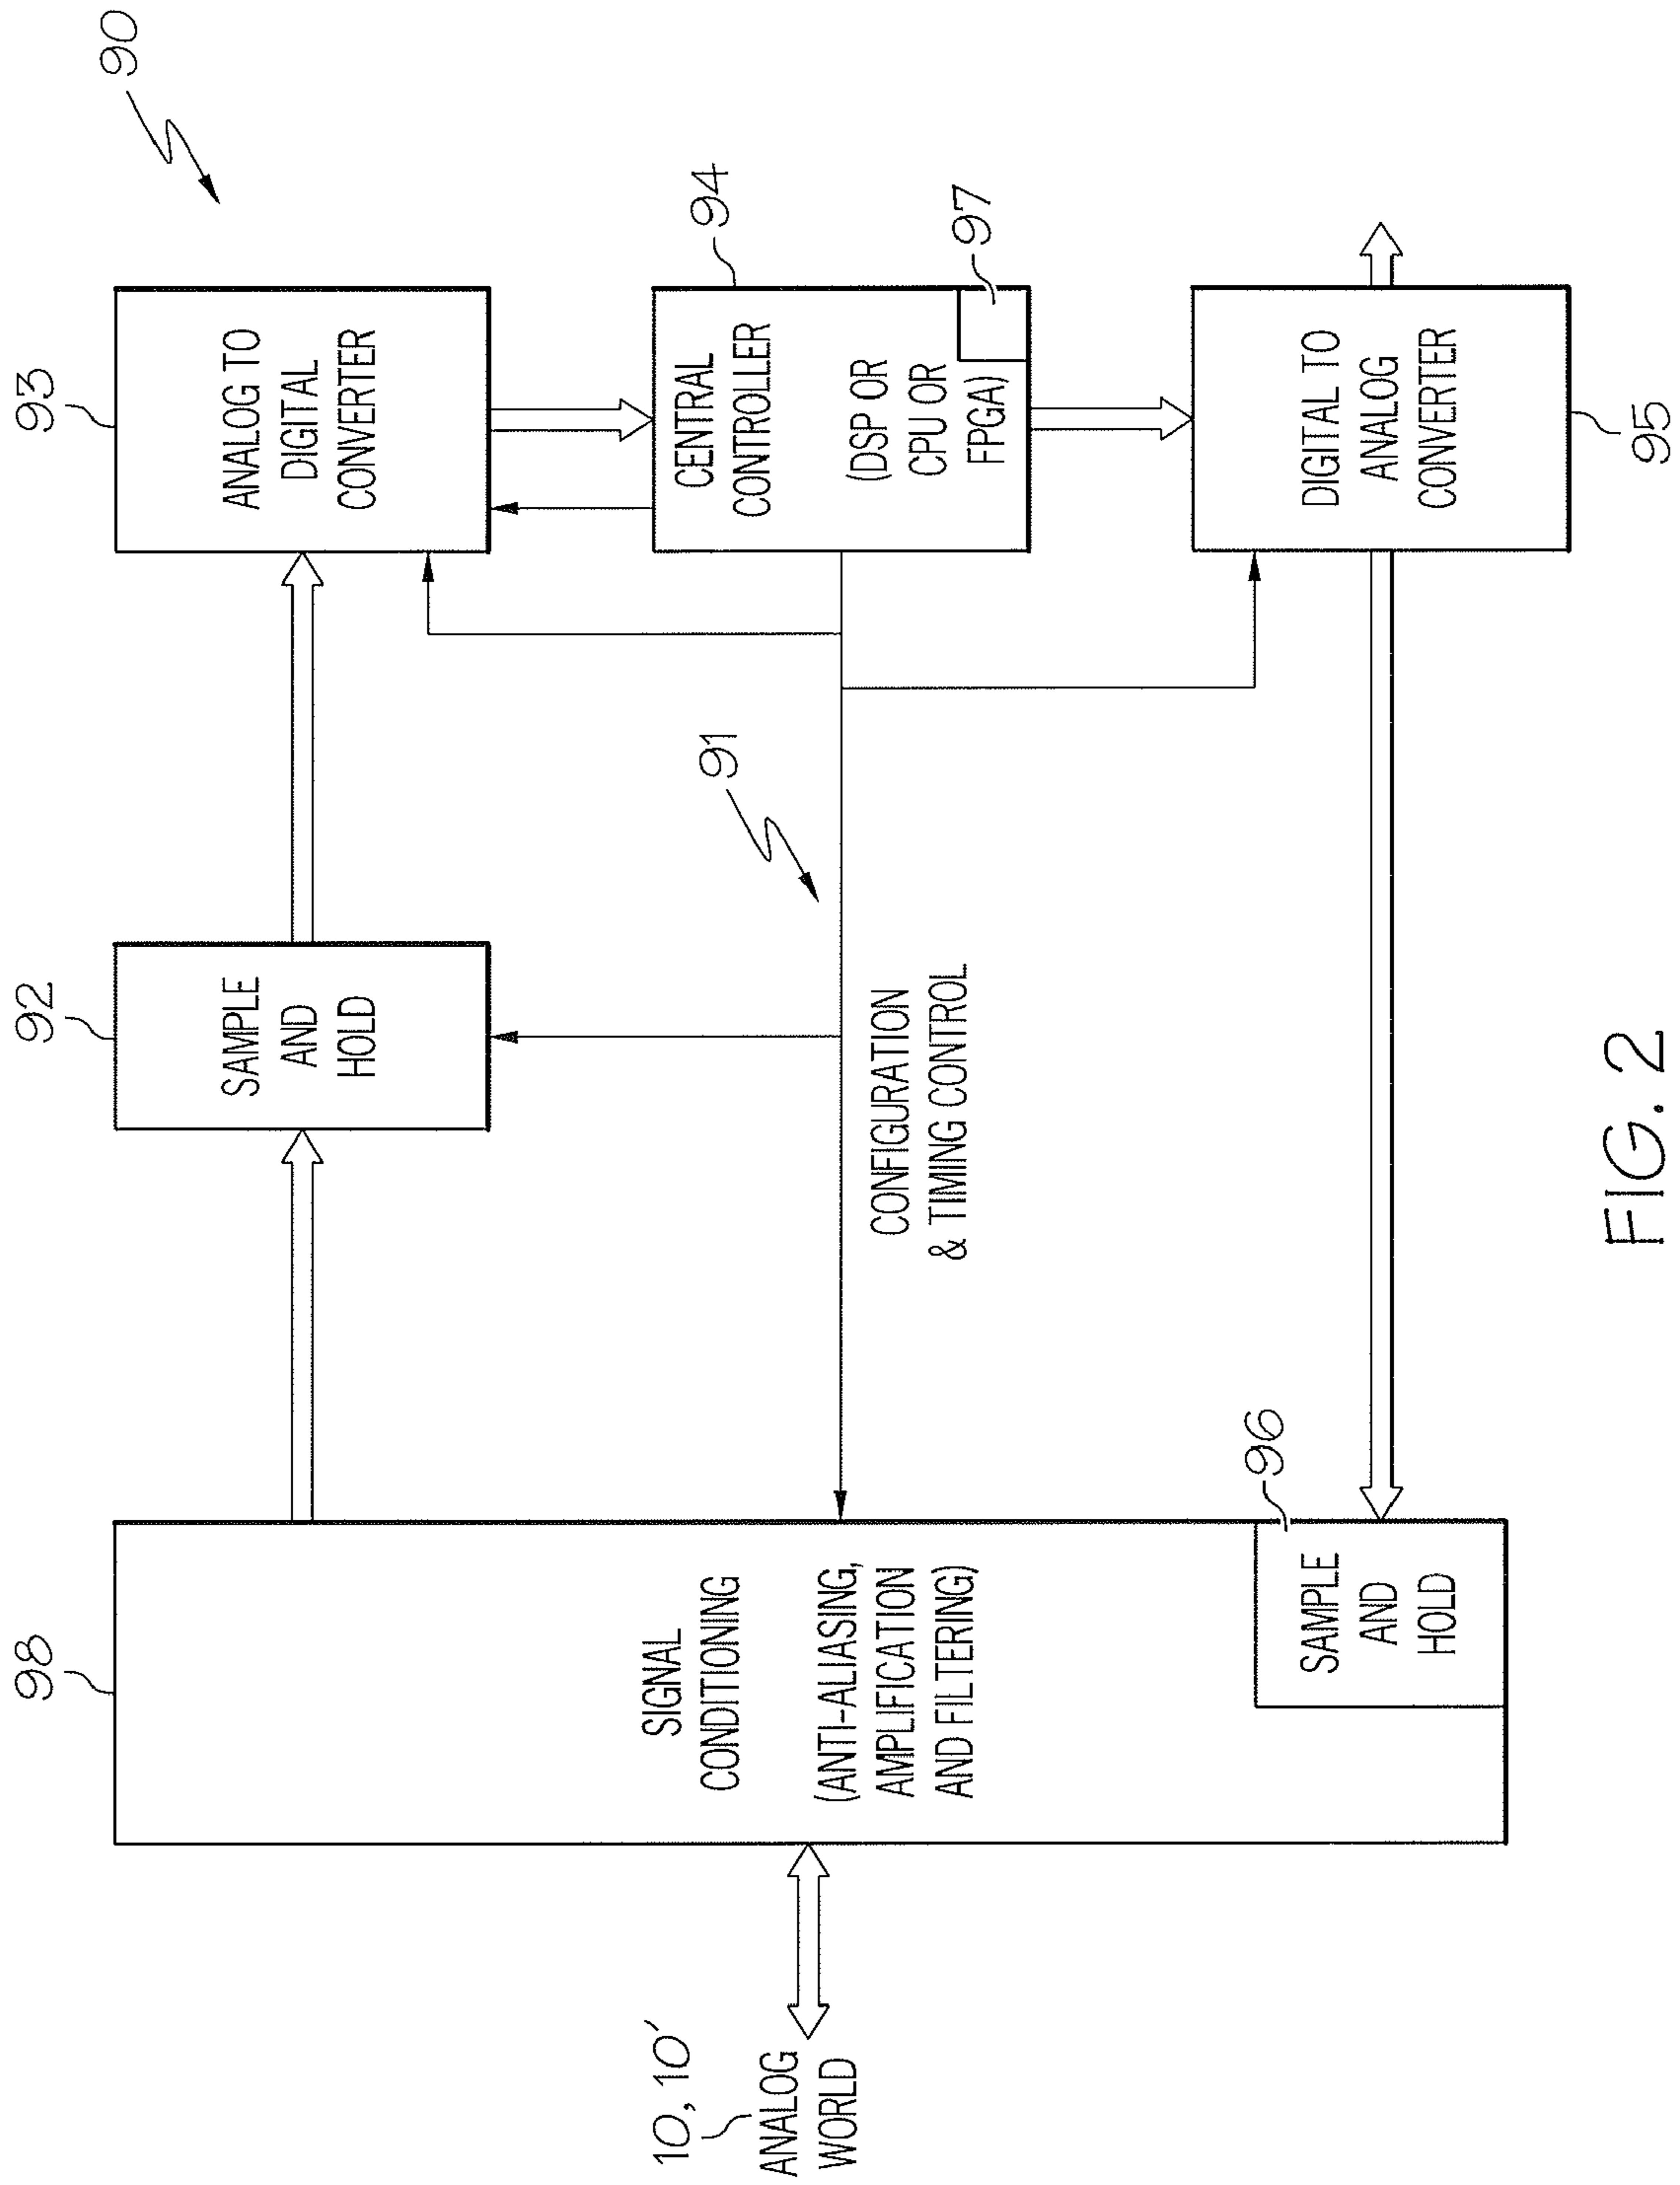 90
98
92
93
SIGNAL
CONDITIONING
(ANTI-ALIASING,
AMPLIFICATION
AND FILTERING)
SAMPLE
AND
HOLD
ANALOG TO
DIGITAL
CONVERTER
10, 10'
ANALOG
WORLD
91
CONFIGURATION
& TIMING CONTROL
94
CENTRAL
CONTROLLER
(DSP OR
CPU OR
FPGA)
97
96
SAMPLE
AND
HOLD
DIGITAL TO
ANALOG
CONVERTER
95
FIG. 2